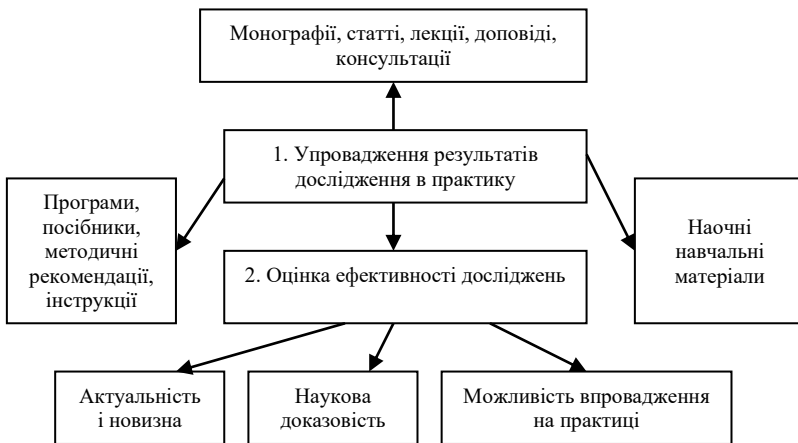 Монографії, статті, лекції, доповіді,
консультації
1. Упровадження результатів
дослідження в практику
Програми,
посібники,
методичні
рекомендації,
інструкції
Наочні
навчальні
матеріали
2. Оцінка ефективності досліджень
Актуальність
і новизна
Наукова
доказовість
Можливість впровадження
на практиці